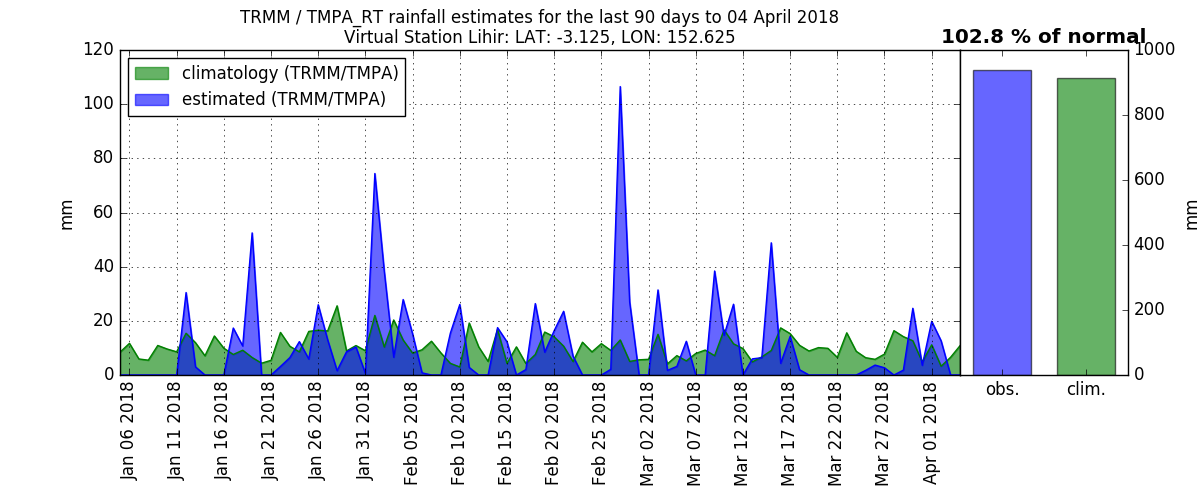 TRMM / TMPA_RT rainfall estimates for the last 90 days to 04 April 2018
Virtual Station Lihir: LAT: -3.125, LON: 152.625
102.8 % of normal
climatology (TRMM/TMPA)
estimated (TRMM/TMPA)
120
100
80
60
40
20
0
mm
Jan 06 2018
Jan 11 2018
Jan 16 2018
Jan 21 2018
Jan 26 2018
Jan 31 2018
Feb 05 2018
Feb 10 2018
Feb 15 2018
Feb 20 2018
Feb 25 2018
Mar 02 2018
Mar 07 2018
Mar 12 2018
Mar 17 2018
Mar 22 2018
Mar 27 2018
Apr 01 2018
obs.
clim.
1000
800
600
400
200
0
mm